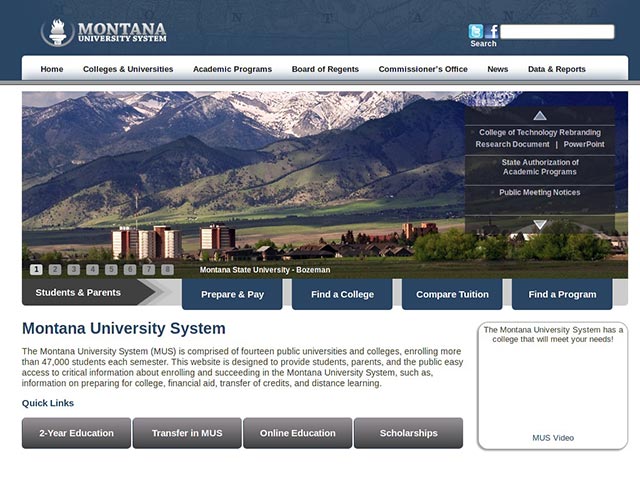 MONTANA
UNIVERSITY SYSTEM
Search
Home Colleges & Universities Academic Programs Board of Regents Commissioner's Office News Data & Reports
College of Technology Rebranding
Research Document | PowerPoint
State Authorization of
Academic Programs
Public Meeting Notices
1 2 3 4 5 6 7 8
Montana State University - Bozeman
Students & Parents
Prepare & Pay
Find a College
Compare Tuition
Find a Program
Montana University System
The Montana University System (MUS) is comprised of fourteen public universities and colleges, enrolling more
than 47,000 students each semester. This website is designed to provide students, parents, and the public easy
access to critical information about enrolling and succeeding in the Montana University System, such as,
information on preparing for college, financial aid, transfer of credits, and distance learning.
Quick Links
2-Year Education
Transfer in MUS
Online Education
Scholarships
The Montana University System has a
college that will meet your needs!
MUS Video